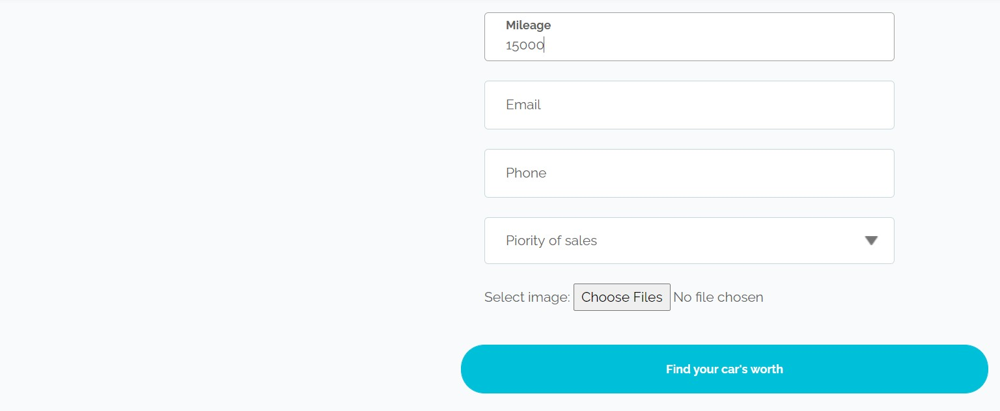 Mileage
15000
Email
Phone
Piority of sales
Select image: Choose Files No file chosen
Find your car's worth